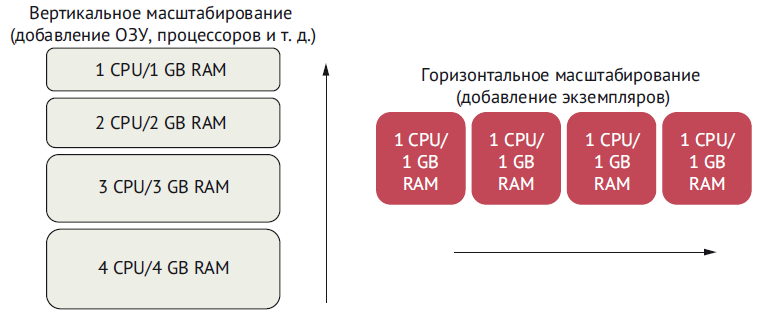 Вертикальное масштабирование
(добавление ОЗУ, процессоров и т. д.)
1 CPU/1 GB RAM
2 CPU/2 GB RAM
3 CPU/3 GB RAM
4 CPU/4 GB RAM
Горизонтальное масштабирование
(добавление экземпляров)
1 CPU/
1 GB
RAM
1 CPU/
1 GB
RAM
1 CPU/
1 GB
RAM
1 CPU/
1 GB
RAM